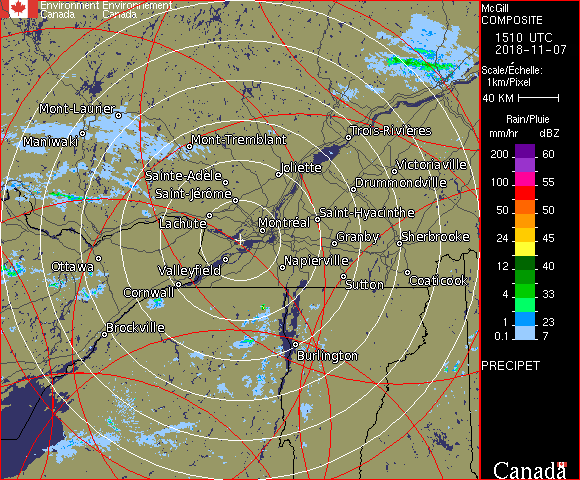 Environment Environnement
Canada Canada
Mont-Laurier
Maniwaki
Mont-Tremblant
Trois-Rivières
Sainte-Adèle
Joliette
Victoriaville
Saint-Jérôme
Drummondville
Lachute
Saint-Hyacinthe
Montréal
Granby
Sherbrooke
Ottawa
Valleyfield
Napierville
Sutton
Coaticook
Cornwall
Brockville
Burlington
McGill
COMPOSITE
1510 UTC
2018-11-07
Scale/Échelle:
1km/Pixel
40 KM
Rain/Pluie
mm/hr dBZ
200 60
150 55
100 55
50 50
24 45
12 40
4 33
1 23
0.1 7
PRECIPET
Canada